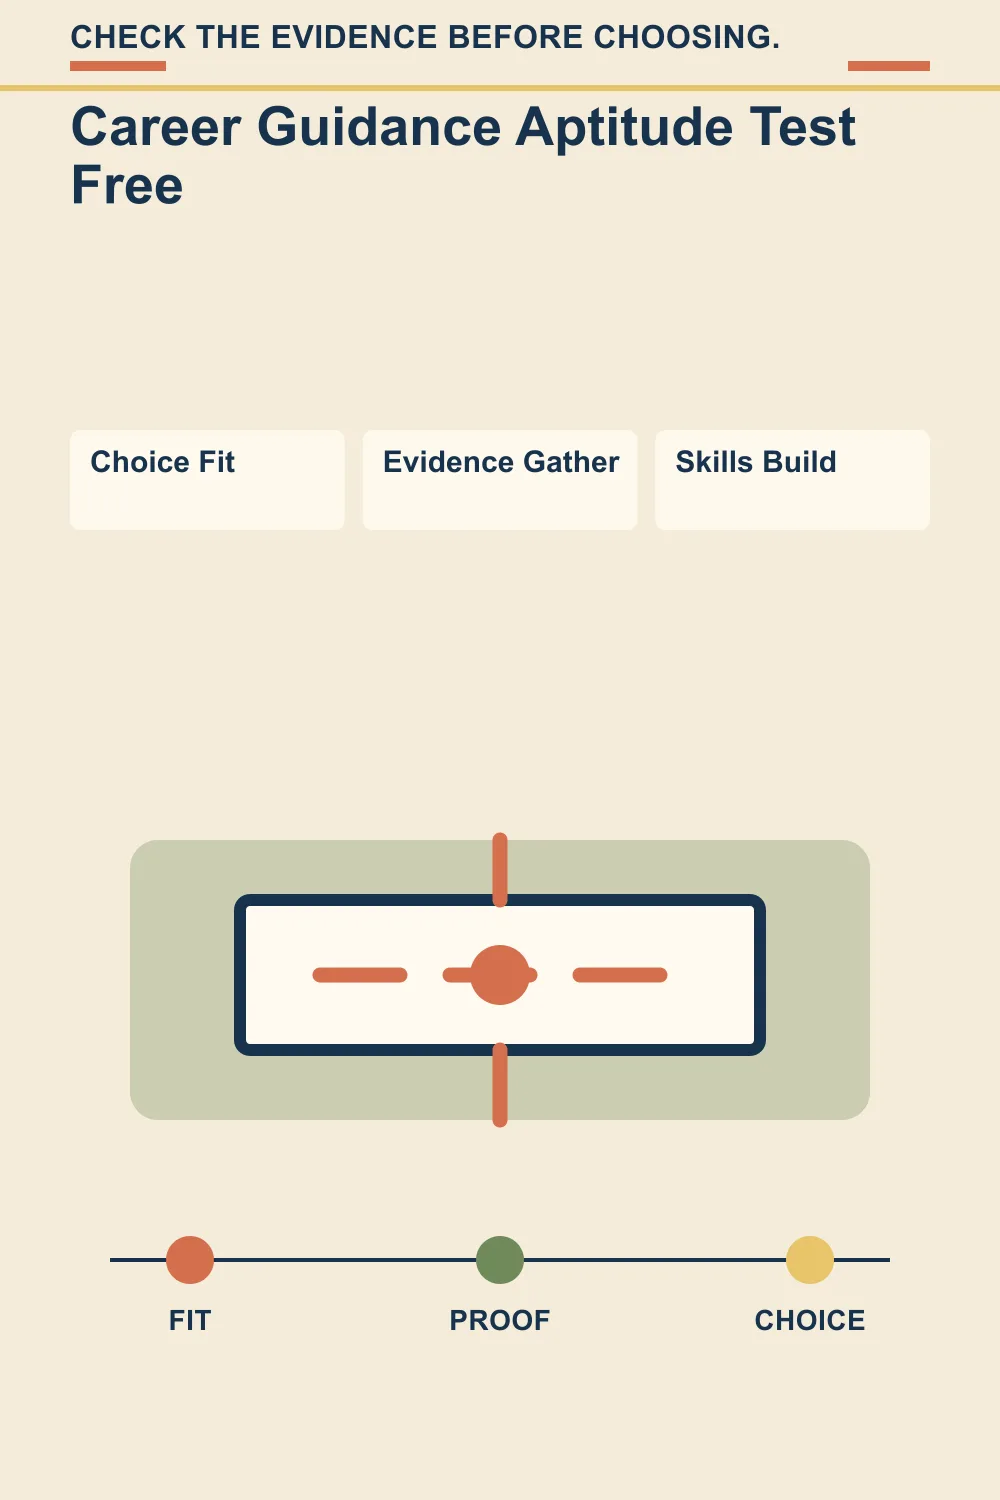 CHECK THE EVIDENCE BEFORE CHOOSING.
Career Guidance Aptitude Test
Free
Choice Fit
Evidence Gather
Skills Build
FIT
PROOF
CHOICE